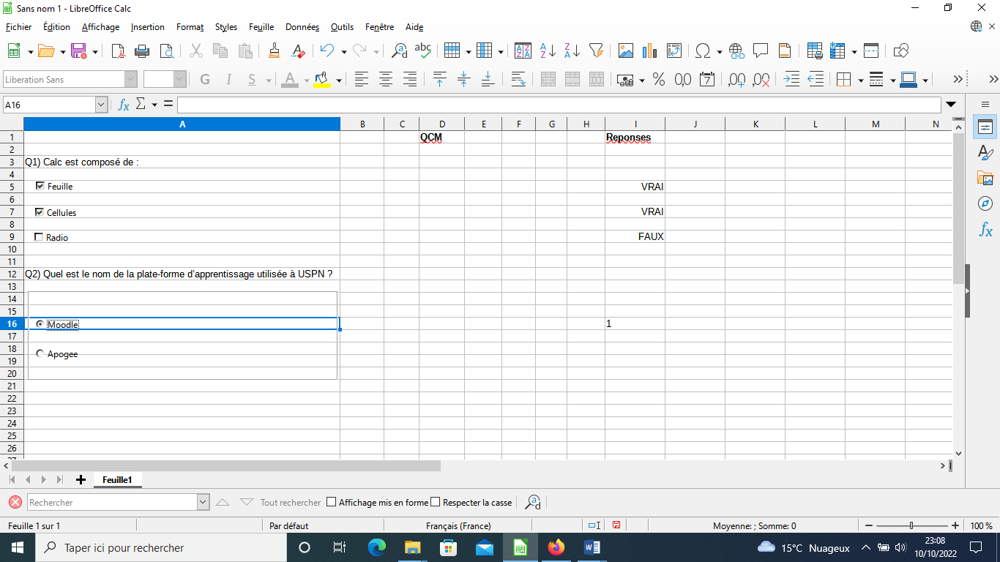 Sans nom 1 - LibreOffice Calc
Fichier Édition Affichage Insertion Format Styles Feuille Données Outils Fenêtre Aide
Liberation Sans
A16
A B C D E F G H I J K L M N
1 QCM Reponses
2
3 Q1) Calc est composé de :
4
5 Feuille VRAI
6
7 Cellules VRAI
8
9 Radio FAUX
10
11
12 Q2) Quel est le nom de la plate-forme d'apprentissage utilisée à USPN ?
13
14
15
16 Moodle 1
17
18 Apogee
19
20
21
22
23
24
25
26
27
Feuille1
Rechercher Tout rechercher Affichage mis en forme Respecter la casse
Feuille 1 sur 1 Par défaut Français (France) Moyenne: ; Somme: 0 100 %
Taper ici pour rechercher 15°C Nuageux 23:08
10/10/2022